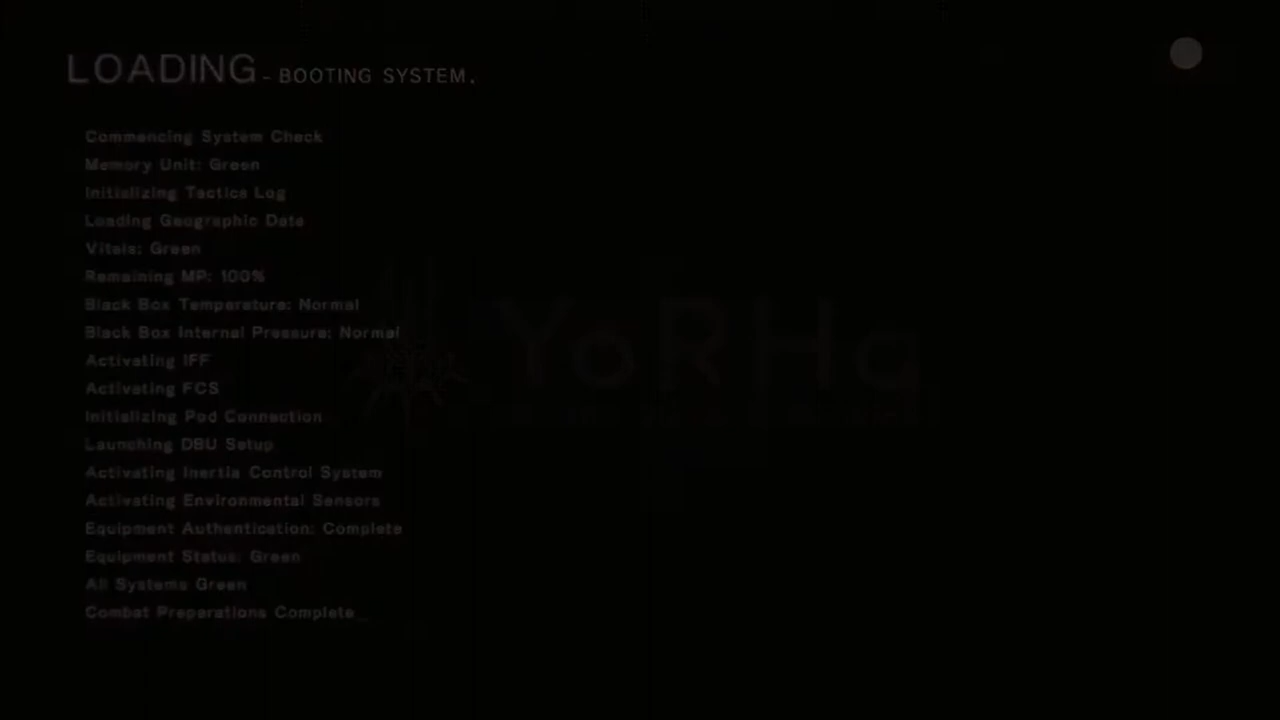 LOADING - BOOTING SYSTEM.
Commencing System Check
Memory Unit: Green
Initializing Tactics Log
Loading Geographic Data
Vitals: Green
Remaining MP: 100%
Black Box Temperature: Normal
Black Box Internal Pressure: Normal
Activating IFF
Activating FCS
Initializing Pod Connection
Launching DBU Setup
Activating Inertia Control System
Activating Environmental Sensors
Equipment Authentication: Complete
Equipment Status: Green
All Systems Green
Combat Preparations Complete_
YoRHa